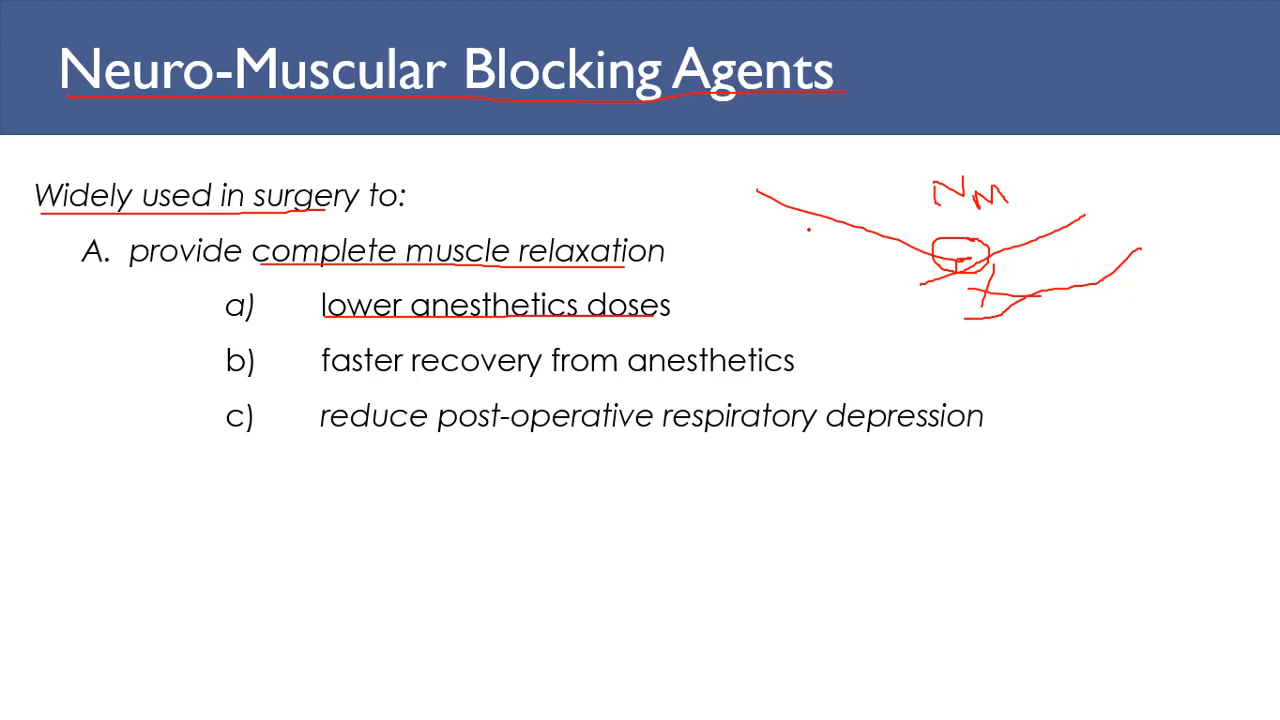 Neuro-Muscular Blocking Agents
Widely used in surgery to:
NM
A. provide complete muscle relaxation
a) lower anesthetics doses
b) faster recovery from anesthetics
c) reduce post-operative respiratory depression